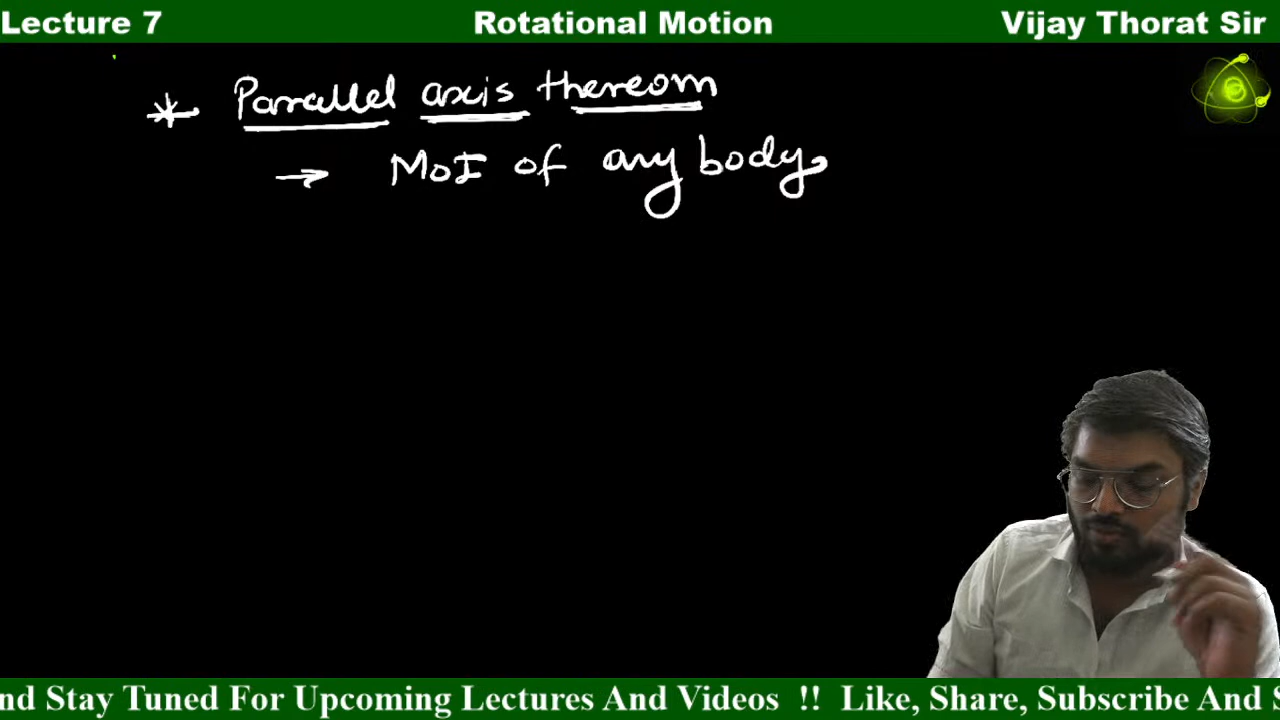 Lecture 7 Rotational Motion Vijay Thorat Sir
* Parallel axis thereom
→ MoI of any body,
nd Stay Tuned For Upcoming Lectures And Videos !! Like, Share, Subscribe And S